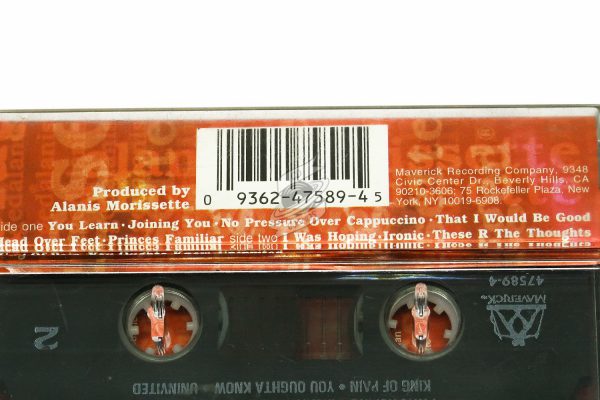 Produced by
Alanis Morissette
0 9362-47589-4 5
Maverick Recording Company, 9348
Civic Center Dr., Beverly Hills, CA
90210-3606; 75 Rockefeller Plaza, New
York, NY 10019-6908.
side one You Learn · Joining You · No Pressure Over Cappuccino · That I Would Be Good
Head Over Feet · Princes Familiar side two I Was Hoping · Ironic · These R The Thoughts
2
MAVERICK
47589-4
KING OF PAIN • YOU OUGHTA KNOW • UNINVITED